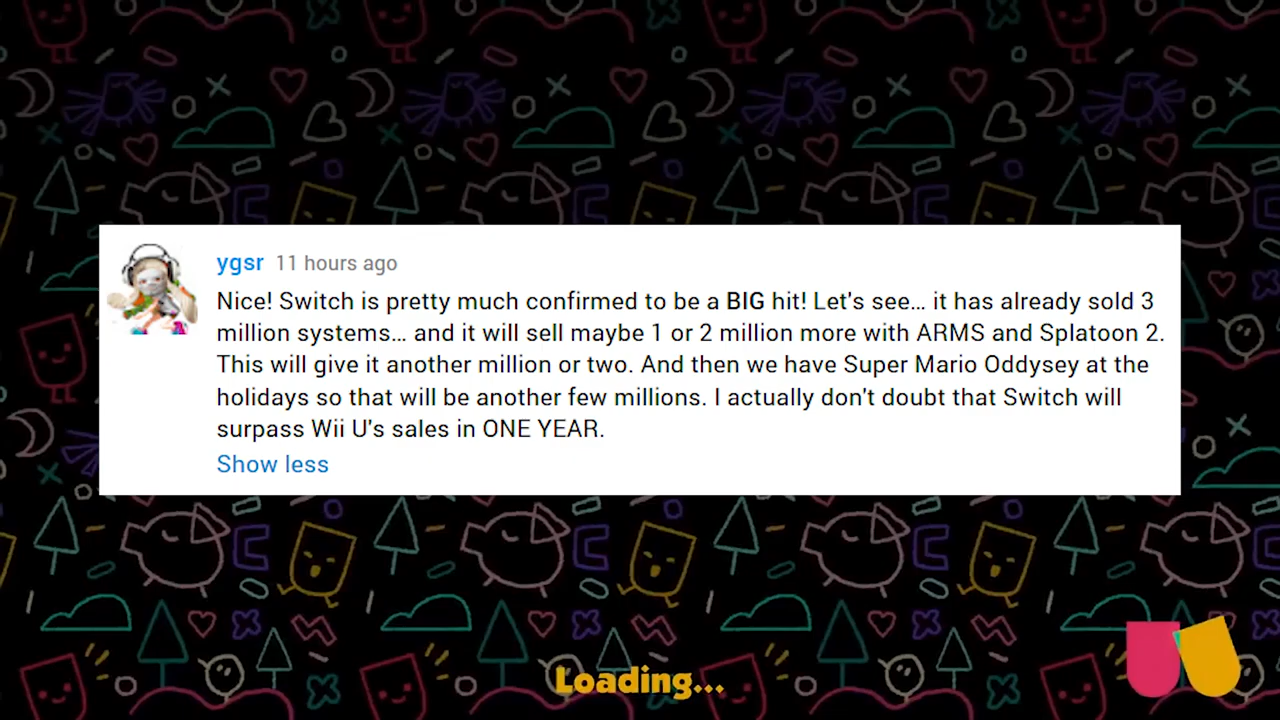 ygsr 11 hours ago
Nice! Switch is pretty much confirmed to be a BIG hit! Let's see... it has already sold 3
million systems... and it will sell maybe 1 or 2 million more with ARMS and Splatoon 2.
This will give it another million or two. And then we have Super Mario Oddysey at the
holidays so that will be another few millions. I actually don't doubt that Switch will
surpass Wii U's sales in ONE YEAR.
Show less
Loading...